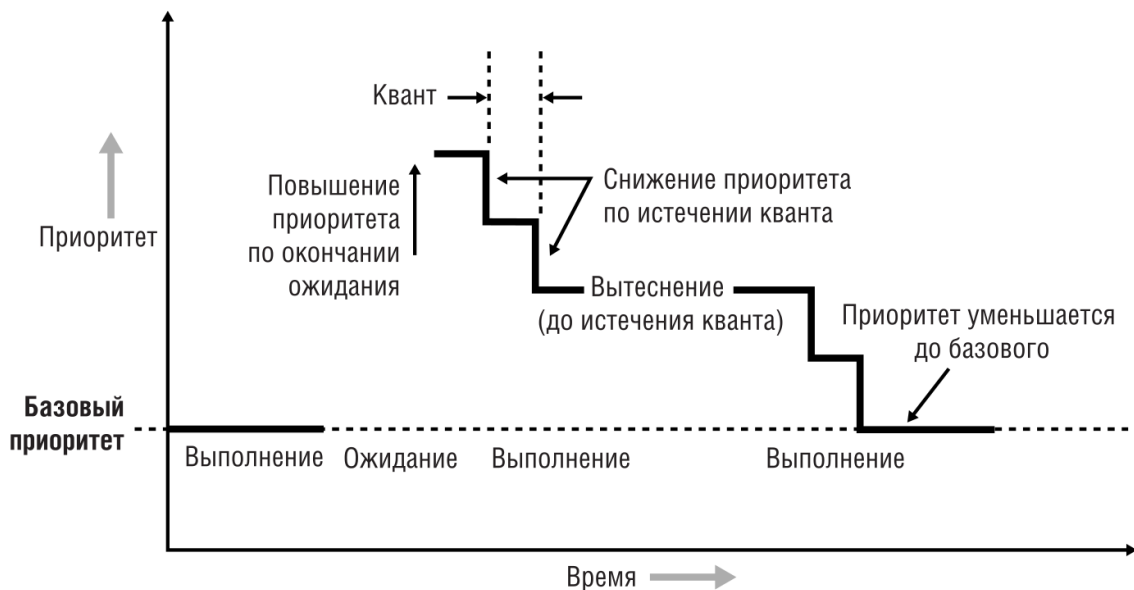 Квант
Повышение
приоритета
по окончании
ожидания
Снижение приоритета
по истечении кванта
Приоритет
Вытеснение
(до истечения кванта)
Приоритет уменьшается
до базового
Базовый
приоритет
Выполнение
Ожидание
Выполнение
Выполнение
Время